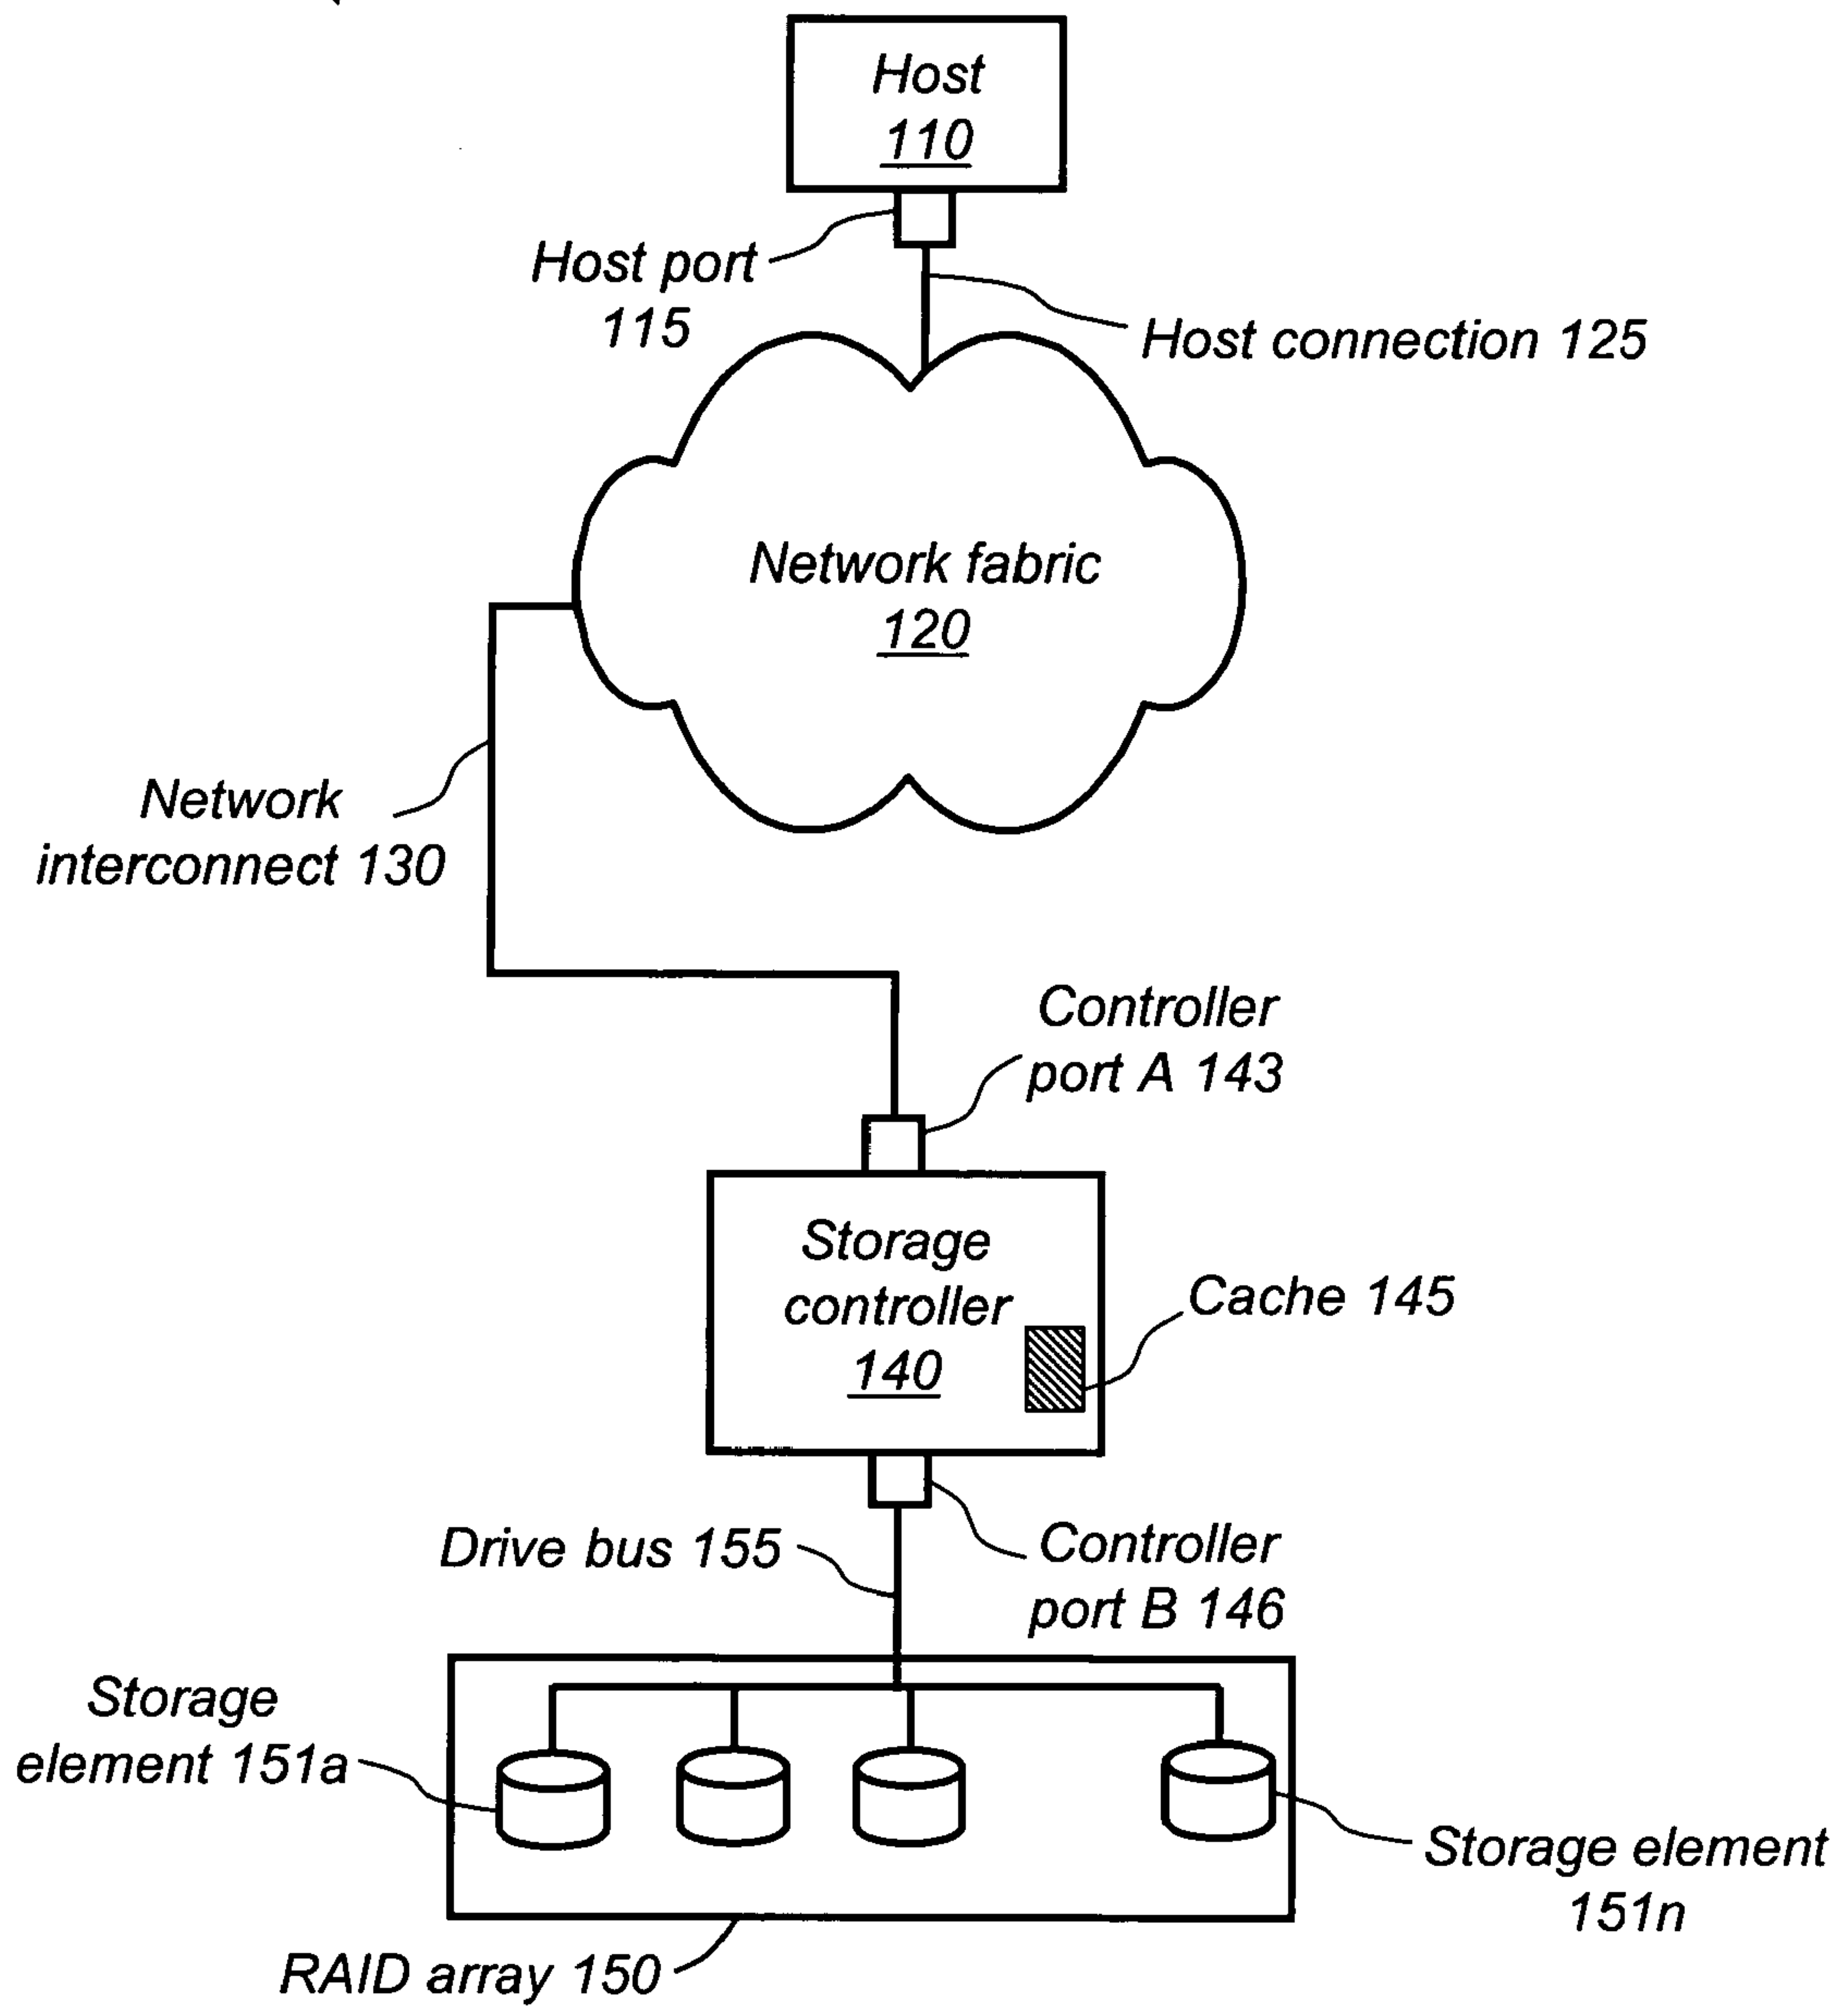 Host
110
Host port
115
Host connection 125
Network fabric
120
Network
interconnect 130
Controller
port A 143
Storage
controller
140
Cache 145
Drive bus 155
Controller
port B 146
Storage
element 151a
Storage element
151n
RAID array 150